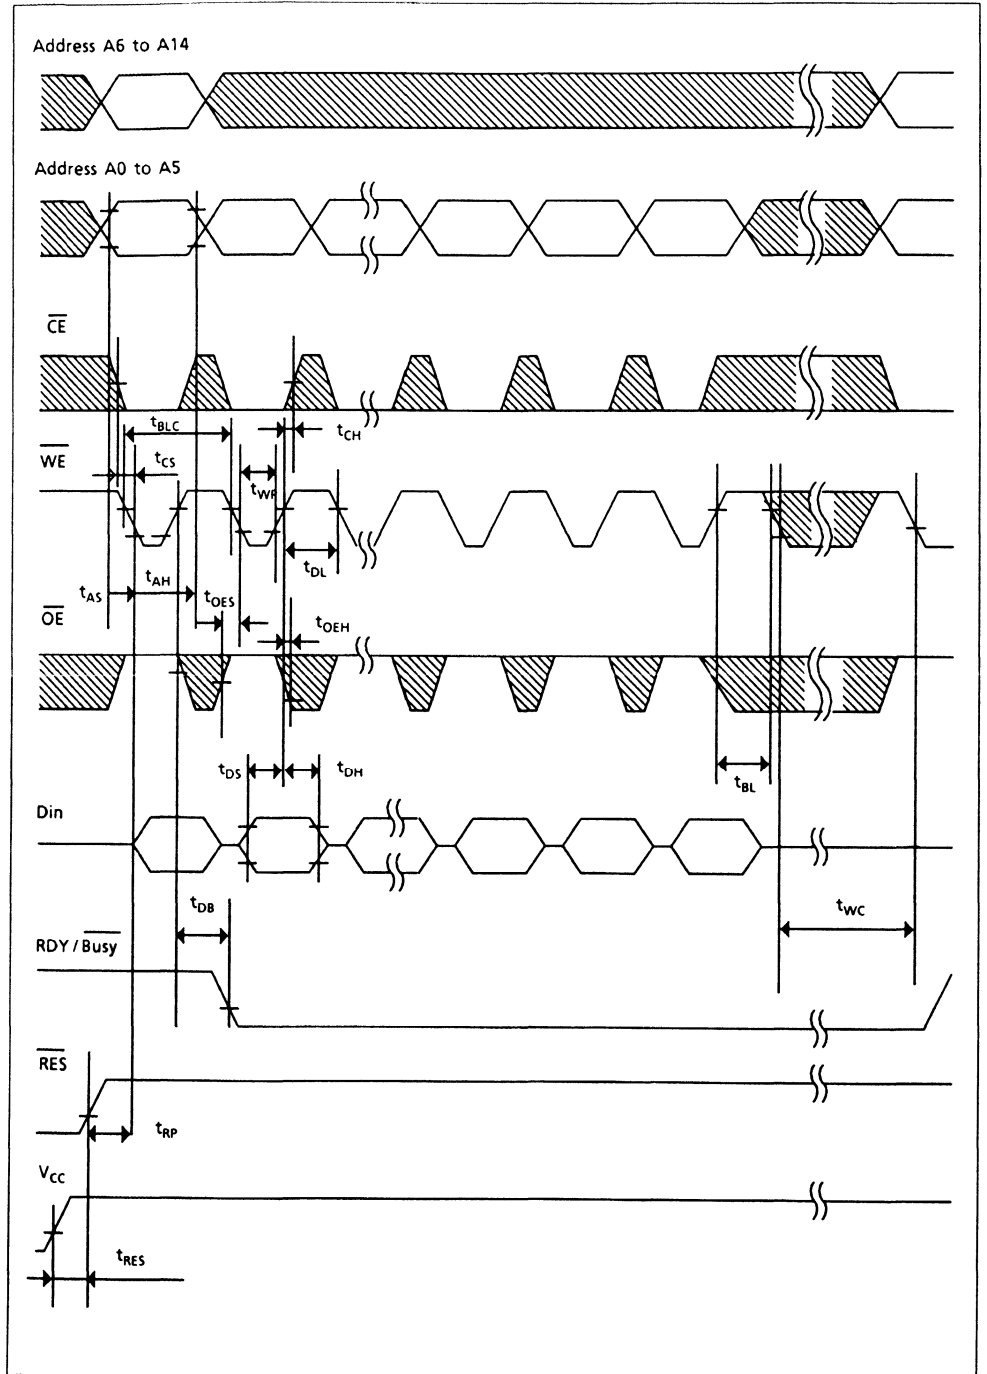 Address A6 to A14
Address A0 to A5
CE
tBLC
tCH
WE
tCS
tWP
tDL
tAS
tAH
tOES
OE
tOEH
tDS
tDH
tBL
Din
tDB
tWC
RDY / Busy
RES
tRP
VCC
tRES